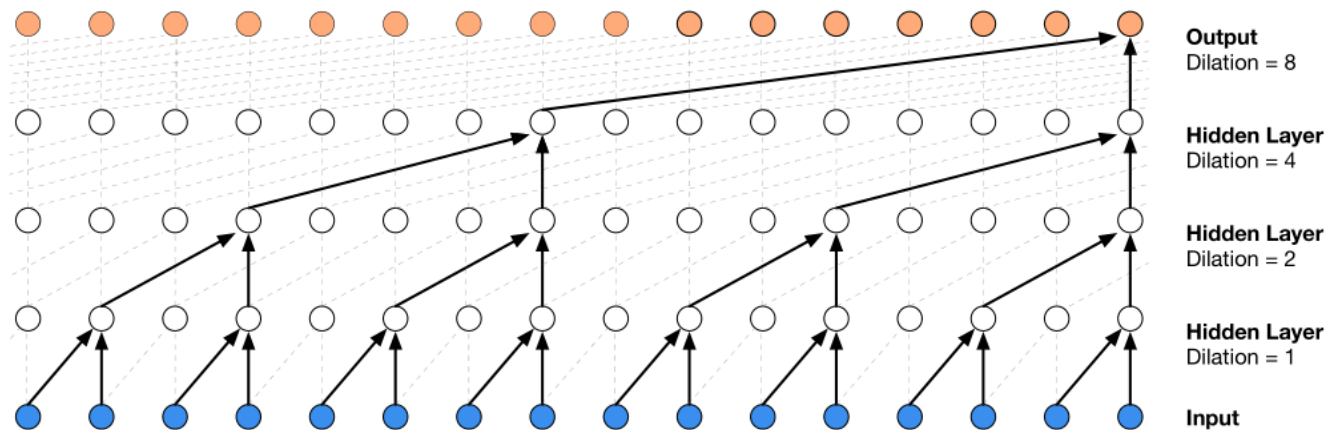 Output
Dilation = 8
Hidden Layer
Dilation = 4
Hidden Layer
Dilation = 2
Hidden Layer
Dilation = 1
Input